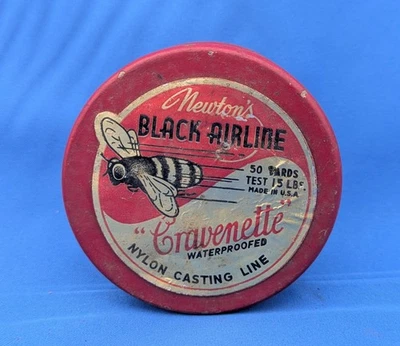 Newton's
BLACK AIRLINE
50 YARDS
TEST 15 LBS.
MADE IN U.S.A.
"Cravenette"
WATERPROOFED
NYLON CASTING LINE